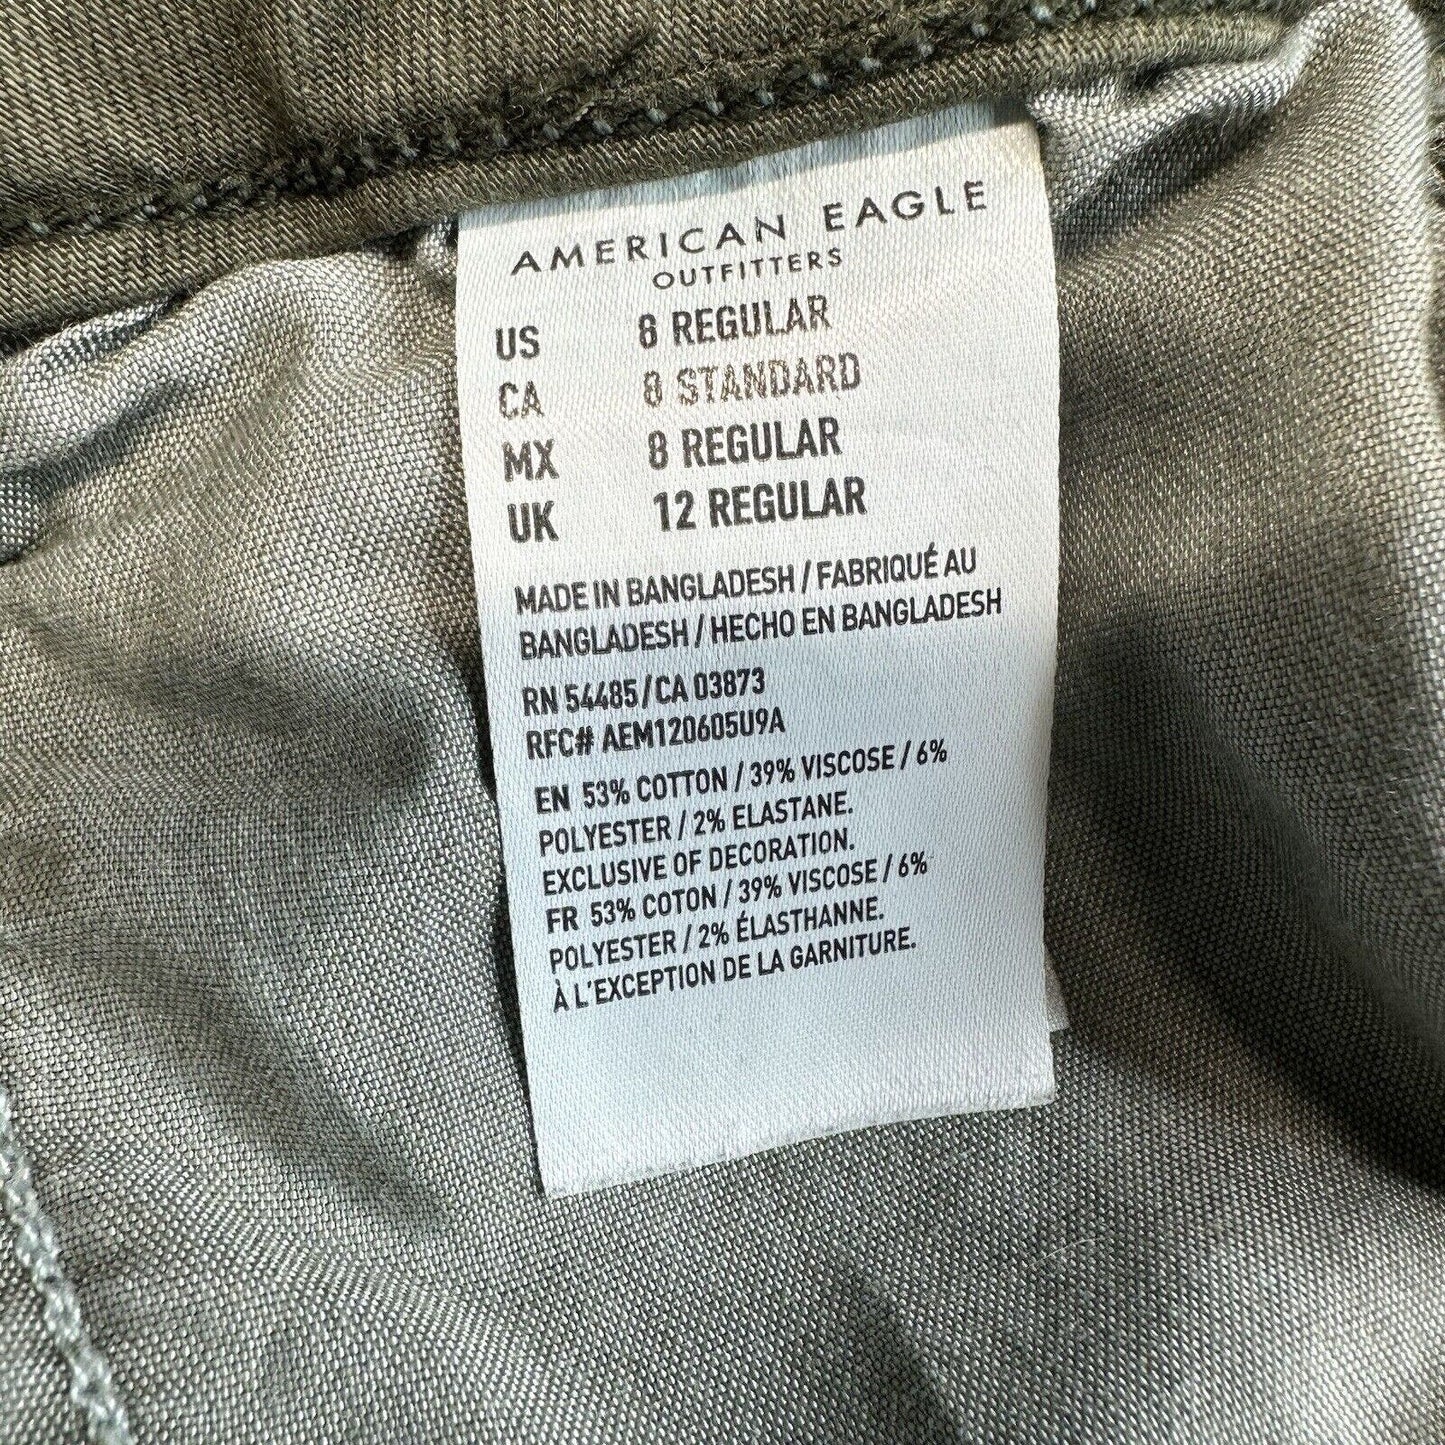 AMERICAN EAGLE
OUTFITTERS
US 8 REGULAR
CA 8 STANDARD
MX 8 REGULAR
UK 12 REGULAR
MADE IN BANGLADESH / FABRIQUÉ AU
BANGLADESH / HECHO EN BANGLADESH
RN 54485/CA 03873
RFC# AEM120605U9A
EN 53% COTTON / 39% VISCOSE / 6%
POLYESTER / 2% ELASTANE.
EXCLUSIVE OF DECORATION.
FR 53% COTON / 39% VISCOSE / 6%
POLYESTER / 2% ÉLASTHANNE.
À L'EXCEPTION DE LA GARNITURE.